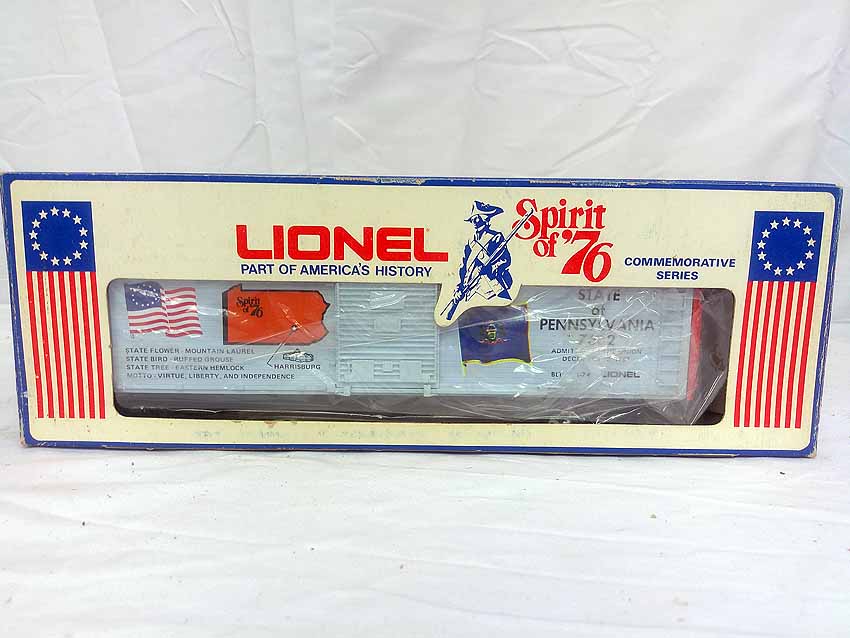 LIONEL
PART OF AMERICA'S HISTORY
Spirit
of '76
COMMEMORATIVE
SERIES
Spirit
of '76
STATE FLOWER - MOUNTAIN LAUREL
STATE BIRD - RUFFED GROUSE
STATE TREE - EASTERN HEMLOCK
MOTTO - VIRTUE, LIBERTY, AND INDEPENDENCE
HARRISBURG
STATE
of
PENNSYLVANIA
LIONEL